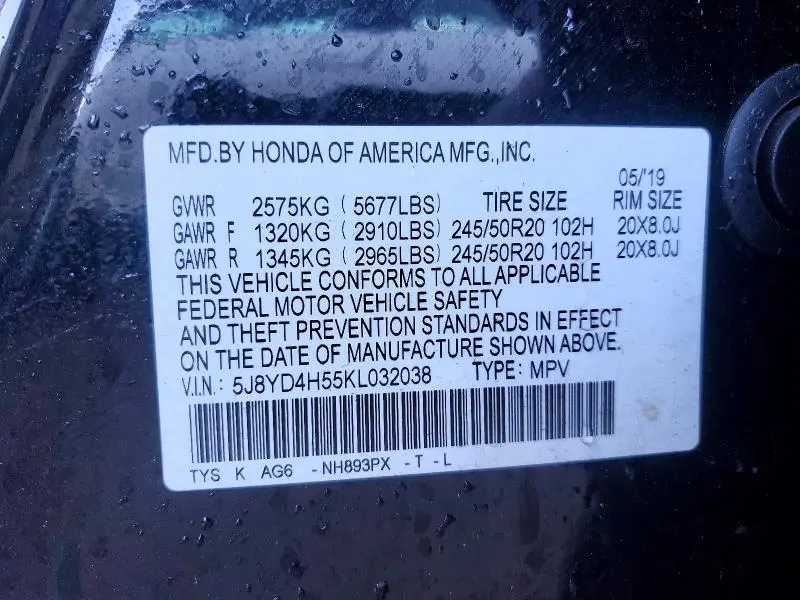 MFD.BY HONDA OF AMERICA MFG.,INC.
05/'19
GVWR 2575KG ( 5677LBS) TIRE SIZE RIM SIZE
GAWR F 1320KG ( 2910LBS) 245/50R20 102H 20X8.0J
GAWR R 1345KG ( 2965LBS) 245/50R20 102H 20X8.0J
THIS VEHICLE CONFORMS TO ALL APPLICABLE
FEDERAL MOTOR VEHICLE SAFETY
AND THEFT PREVENTION STANDARDS IN EFFECT
ON THE DATE OF MANUFACTURE SHOWN ABOVE.
V.I.N.: 5J8YD4H55KL032038 TYPE: MPV
TYS K AG6 -NH893PX -T -L